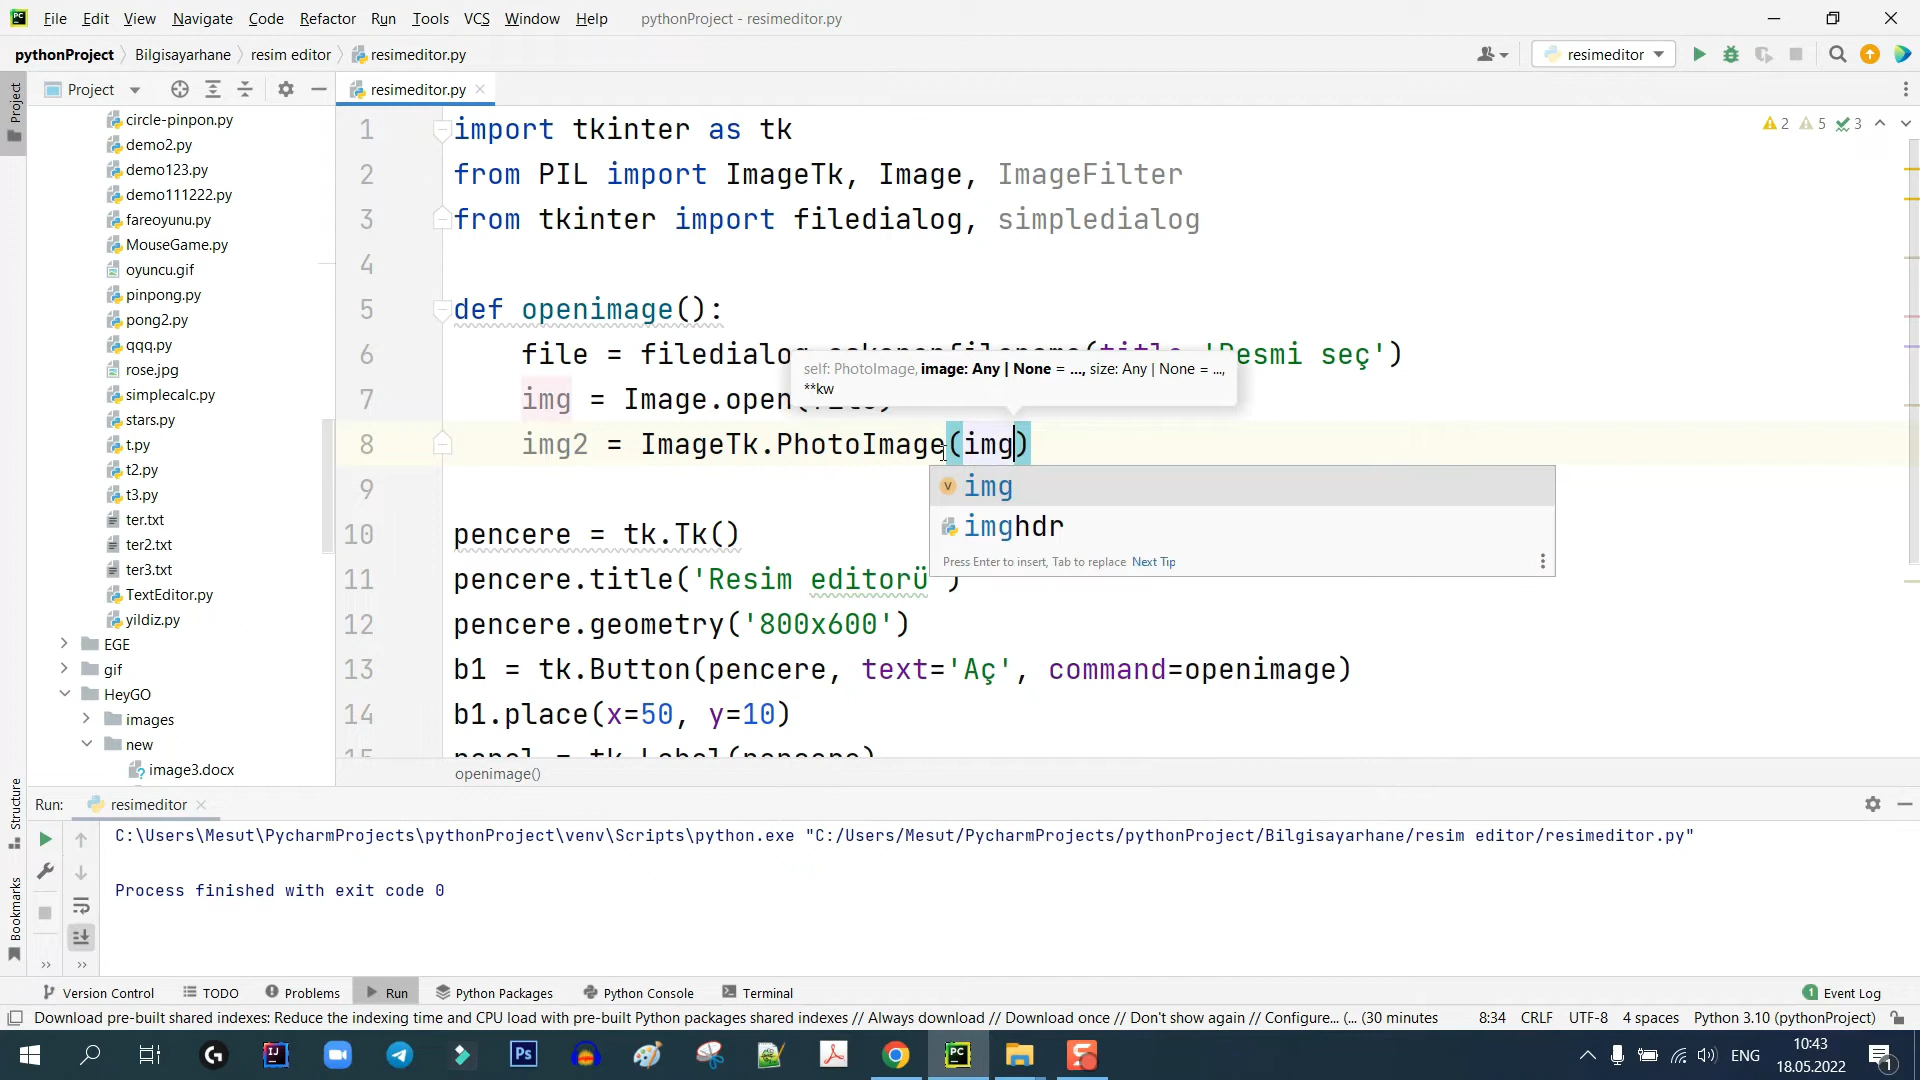 File Edit View Navigate Code Refactor Run Tools VCS Window Help pythonProject - resimeditor.py
pythonProject Bilgisayarhane resim editor resimeditor.py resimeditor
Project resimeditor.py
Project
circle-pinpon.py
demo2.py
demo123.py
demo111222.py
fareoyunu.py
MouseGame.py
oyuncu.gif
pinpong.py
pong2.py
qqq.py
rose.jpg
simplecalc.py
stars.py
t.py
t2.py
t3.py
ter.txt
ter2.txt
ter3.txt
TextEditor.py
yildiz.py
EGE
gif
HeyGO
images
new
image3.docx
2 5 3
1 import tkinter as tk
2 from PIL import ImageTk, Image, ImageFilter
3 from tkinter import filedialog, simpledialog
4
5 def openimage():
6 file = filedialog 'Resmi seç')
self: PhotoImage, image: Any | None = ..., size: Any | None = ...,
**kw
7 img = Image.open(
8 img2 = ImageTk.PhotoImage(img)
img
imghdr
Press Enter to insert, Tab to replace Next Tip
9
10 pencere = tk.Tk()
11 pencere.title('Resim editorü')
12 pencere.geometry('800x600')
13 b1 = tk.Button(pencere, text='Aç', command=openimage)
14 b1.place(x=50, y=10)
15 panel = tk.Label(pencere)
openimage()
Structure
Bookmarks
Run: resimeditor
C:\Users\Mesut\PycharmProjects\pythonProject\venv\Scripts\python.exe "C:/Users/Mesut/PycharmProjects/pythonProject/Bilgisayarhane/resim editor/resimeditor.py"
Process finished with exit code 0
Version Control TODO Problems Run Python Packages Python Console Terminal 1 Event Log
Download pre-built shared indexes: Reduce the indexing time and CPU load with pre-built Python packages shared indexes // Always download // Download once // Don't show again // Configure... (... (30 minutes 8:34 CRLF UTF-8 4 spaces Python 3.10 (pythonProject)
ENG 10:43
18.05.2022 1